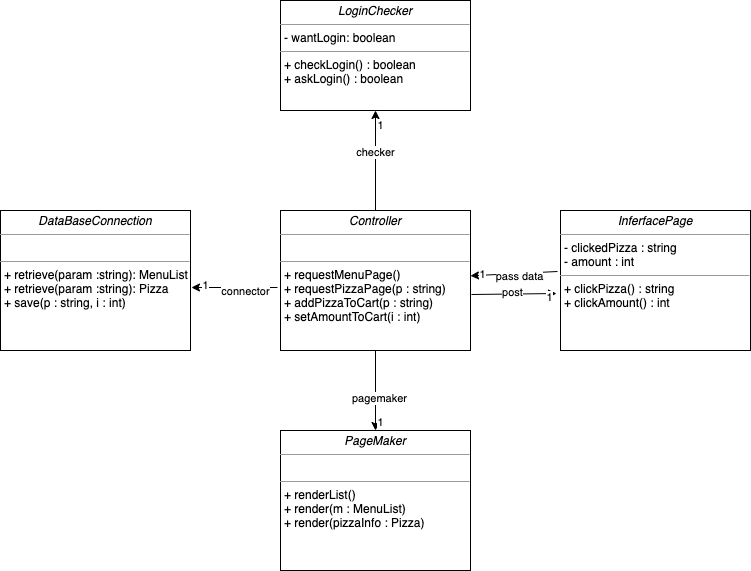 LoginChecker
- wantLogin: boolean
+ checkLogin() : boolean
+ askLogin() : boolean
1
checker
DataBaseConnection
+ retrieve(param :string): MenuList
+ retrieve(param :string): Pizza
+ save(p : string, i : int)
1
connector
Controller
+ requestMenuPage()
+ requestPizzaPage(p : string)
+ addPizzaToCart(p : string)
+ setAmountToCart(i : int)
1
pass data
post
1
InferfacePage
- clickedPizza : string
- amount : int
+ clickPizza() : string
+ clickAmount() : int
pagemaker
1
PageMaker
+ renderList()
+ render(m : MenuList)
+ render(pizzaInfo : Pizza)